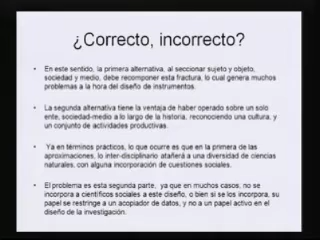 ¿Correcto, incorrecto?
• En este sentido, la primera alternativa, al seccionar sujeto y objeto,
sociedad y medio, debe recomponer esta fractura, lo cual genera muchos
problemas a la hora del diseño de instrumentos.
• La segunda alternativa tiene la ventaja de haber operado sobre un solo
ente, sociedad-medio a lo largo de la historia, reconociendo una cultura, y
un conjunto de actividades productivas.
• Ya en términos prácticos, lo que ocurre es que en la primera de las
aproximaciones, lo inter-disciplinario atañerá a una diversidad de ciencias
naturales, con alguna incorporación de cuestiones sociales.
• El problema es esta segunda parte, ya que en muchos casos, no se
incorpora a científicos sociales a este diseño, o bien si se los incorpora, su
papel se restringe a un acopiador de datos, y no a un papel activo en el
diseño de la investigación.